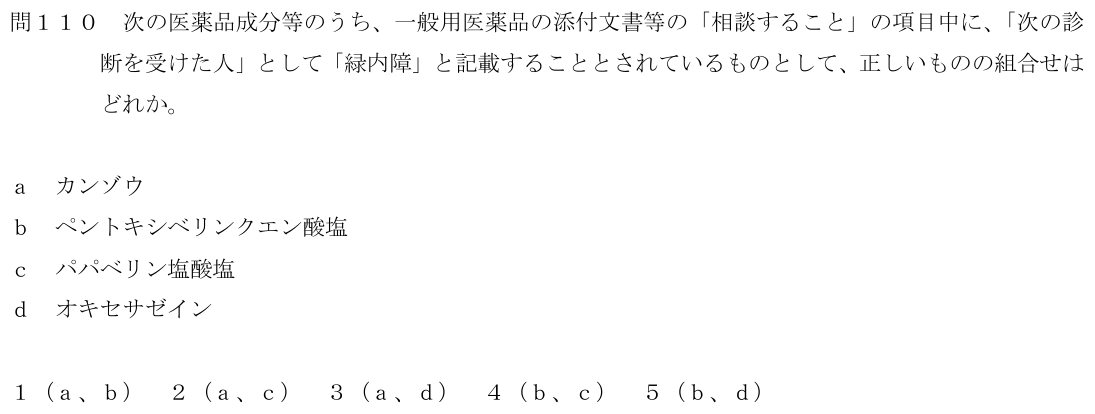 問１１０　次の医薬品成分等のうち、一般用医薬品の添付文書等の「相談すること」の項目中に、「次の診
断を受けた人」として「緑内障」と記載することとされているものとして、正しいものの組合せは
どれか。
ａ　カンゾウ
ｂ　ペントキシベリンクエン酸塩
ｃ　パパベリン塩酸塩
ｄ　オキセサゼイン
１（ａ、ｂ）　２（ａ、ｃ）　３（ａ、ｄ）　４（ｂ、ｃ）　５（ｂ、ｄ）